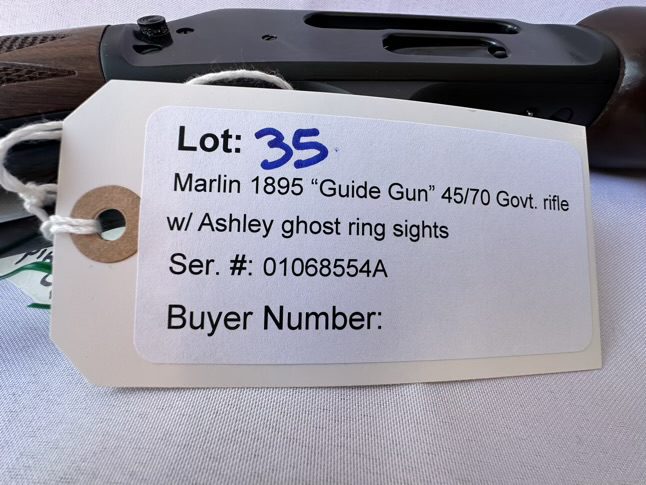 Lot: 35
Marlin 1895 “Guide Gun” 45/70 Govt. rifle
w/ Ashley ghost ring sights
Ser. #: 01068554A
Buyer Number: